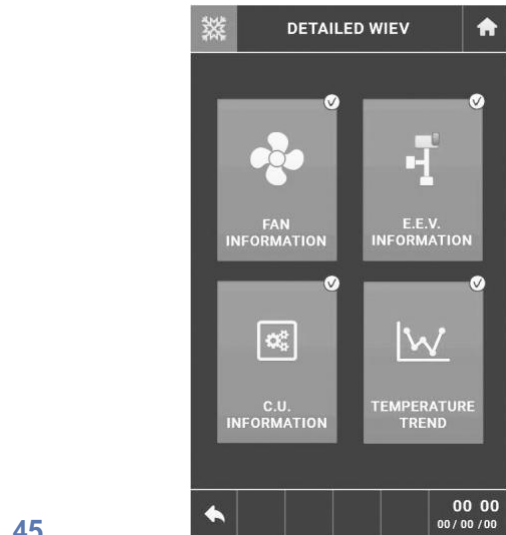 DETAILED WIEV
FAN
INFORMATION
E.E.V.
INFORMATION
C.U.
INFORMATION
TEMPERATURE
TREND
00 00
00 / 00 / 00
45